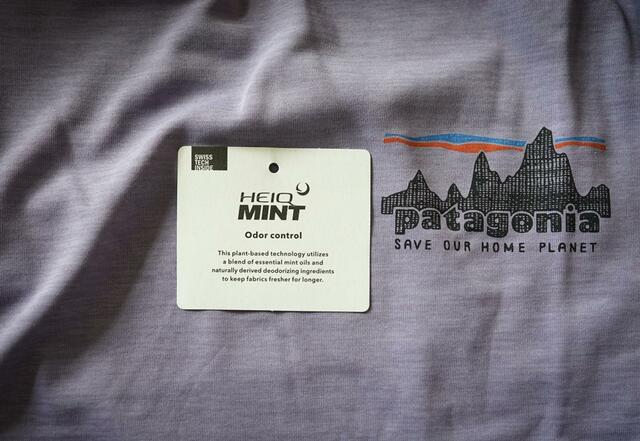 SWISS
TECH
INSIDE
HEIQ
MINT
Odor control
This plant-based technology utilizes
a blend of essential mint oils and
naturally derived deodorizing ingredients
to keep fabrics fresher for longer.
patagonia
SAVE OUR HOME PLANET